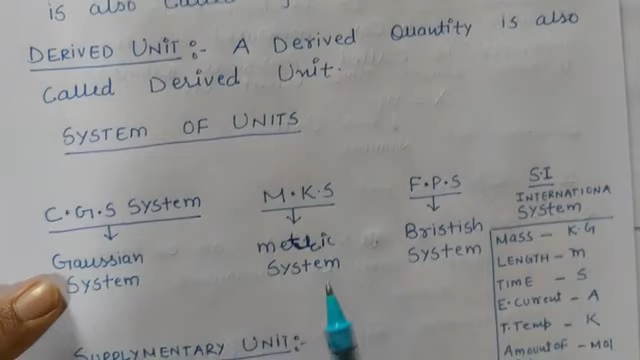 is also Called
DERIVED UNIT:- A Derived Quantity is also
Called Derived Unit.
SYSTEM OF UNITS
C.G.S System
Gaussian
System
M.K.S
metric
System
F.P.S
Bristish
System
S.I
INTERNATIONA
System
MASS - K.G
LENGTH - m
TIME - S
E.Current - A
T.Temp - K
Amount of - Mol
SUPPLYMENTARY UNIT:-